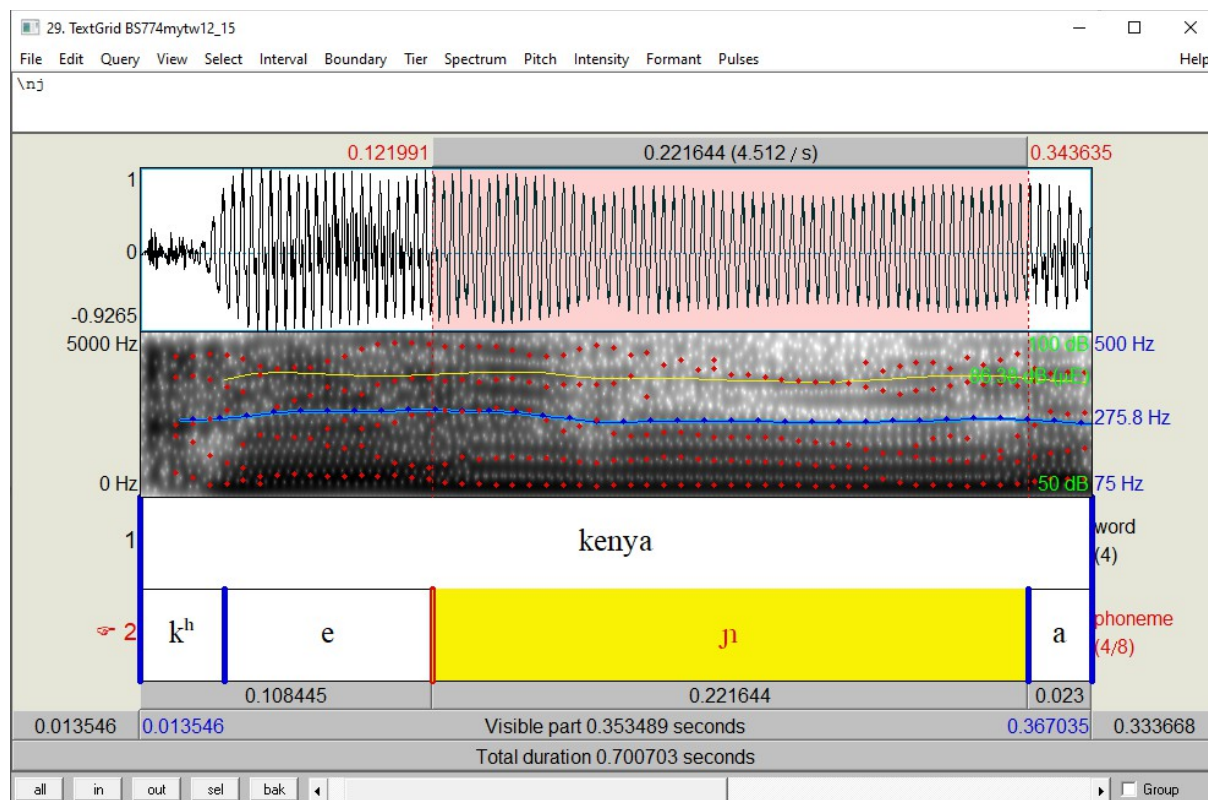 29. TextGrid BS774mytw12_15
File Edit Query View Select Interval Boundary Tier Spectrum Pitch Intensity Formant Pulses Help
\nj
0.121991 0.221644 (4.512 / s) 0.343635
1
0
-0.9265
5000 Hz 100 dB 500 Hz
275.8 Hz
0 Hz 50 dB 75 Hz
1 kenya word
(4)
2 kʰ e ɲ a phoneme
(4/8)
0.108445 0.221644 0.023
0.013546 0.013546 Visible part 0.353489 seconds 0.367035 0.333668
Total duration 0.700703 seconds
all in out sel bak Group